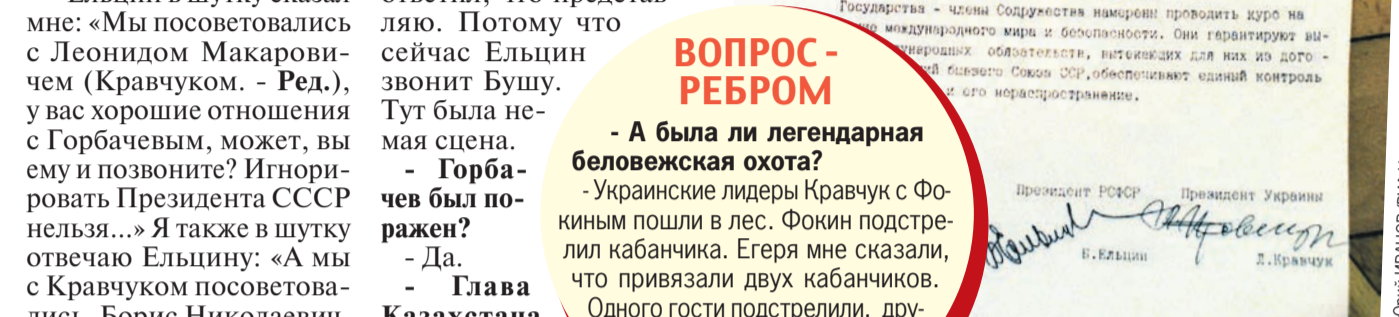 мне: «Мы посоветовались
с Леонидом Макарови-
чем (Кравчуком. - Ред.),
у вас хорошие отношения
с Горбачевым, может, вы
ему и позвоните? Игнори-
ровать Президента СССР
нельзя...» Я также в шутку
отвечаю Ельцину: «А мы
с Кравчуком посоветова-
лись, Борис Николаевич,
ляю. Потому что
сейчас Ельцин
звонит Бушу.
Тут была не-
мая сцена.
- Горба-
чев был по-
ражен?
- Да.
- Глава
Казахстана
ВОПРОС -
РЕБРОМ
- А была ли легендарная
беловежская охота?
- Украинские лидеры Кравчук с Фо-
киным пошли в лес. Фокин подстре-
лил кабанчика. Егеря мне сказали,
что привязали двух кабанчиков.
Одного гости подстрелили, дру-
Государства - члены Содружества намерены проводить курс на
международного мира и безопасности. Они гарантируют вы-
обязательств, вытекающих для них из дого-
бывшего Союза ССР, обеспечивают единый контроль
и его нераспространение.
Президент РСФСР
Президент Украины
Б.Ельцин
Л.Кравчук